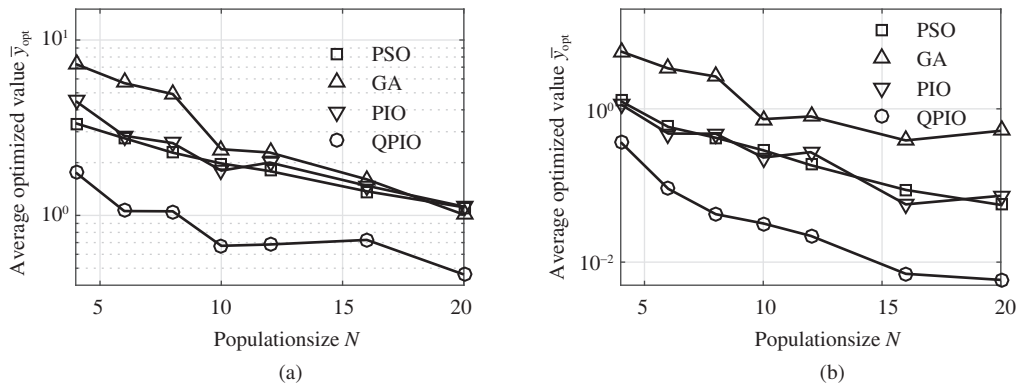 Average optimized value ȳ_opt
10^1
10^0
5
10
15
20
PSO
GA
PIO
QPIO
Populationsize N
(a)
Average optimized value ȳ_opt
10^0
10^-2
5
10
15
20
PSO
GA
PIO
QPIO
Populationsize N
(b)